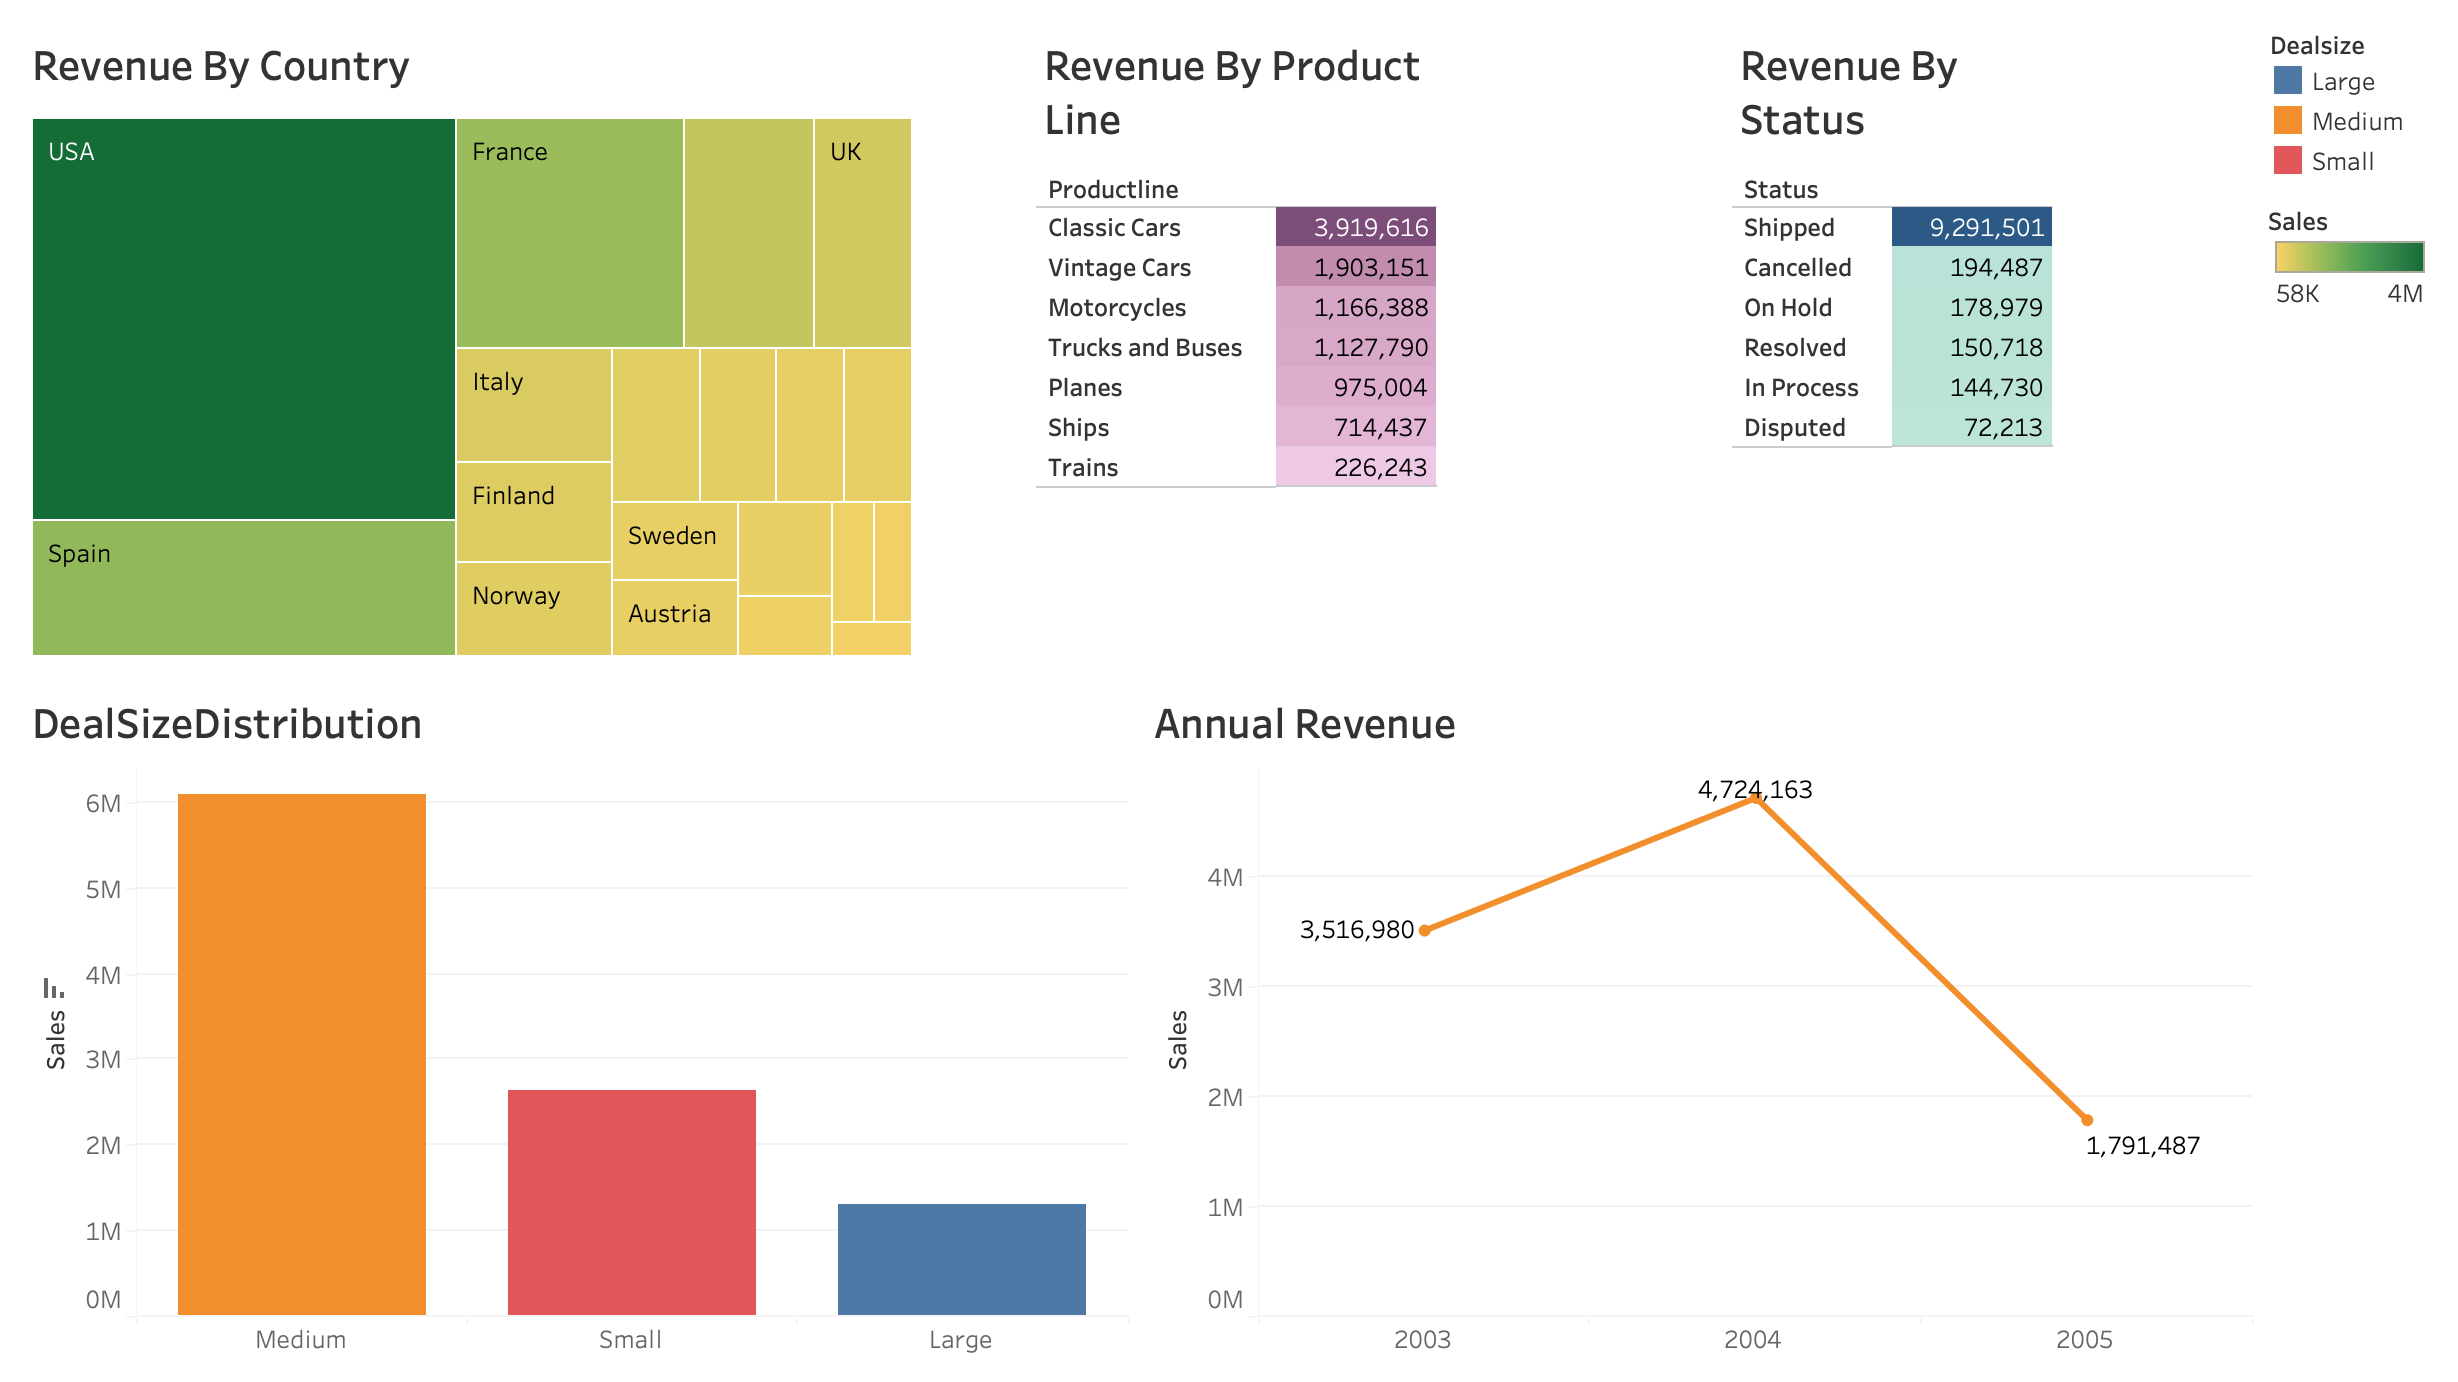 Revenue By Country
USA
France
UK
Italy
Finland
Sweden
Spain
Norway
Austria
Revenue By Product
Line
Productline
Classic Cars 3,919,616
Vintage Cars 1,903,151
Motorcycles 1,166,388
Trucks and Buses 1,127,790
Planes 975,004
Ships 714,437
Trains 226,243
Revenue By
Status
Status
Shipped 9,291,501
Cancelled 194,487
On Hold 178,979
Resolved 150,718
In Process 144,730
Disputed 72,213
Dealsize
Large
Medium
Small
Sales
58K 4M
DealSizeDistribution
Sales
6M
5M
4M
3M
2M
1M
0M
Medium Small Large
Annual Revenue
Sales
4M
3M
2M
1M
0M
3,516,980
4,724,163
1,791,487
2003 2004 2005